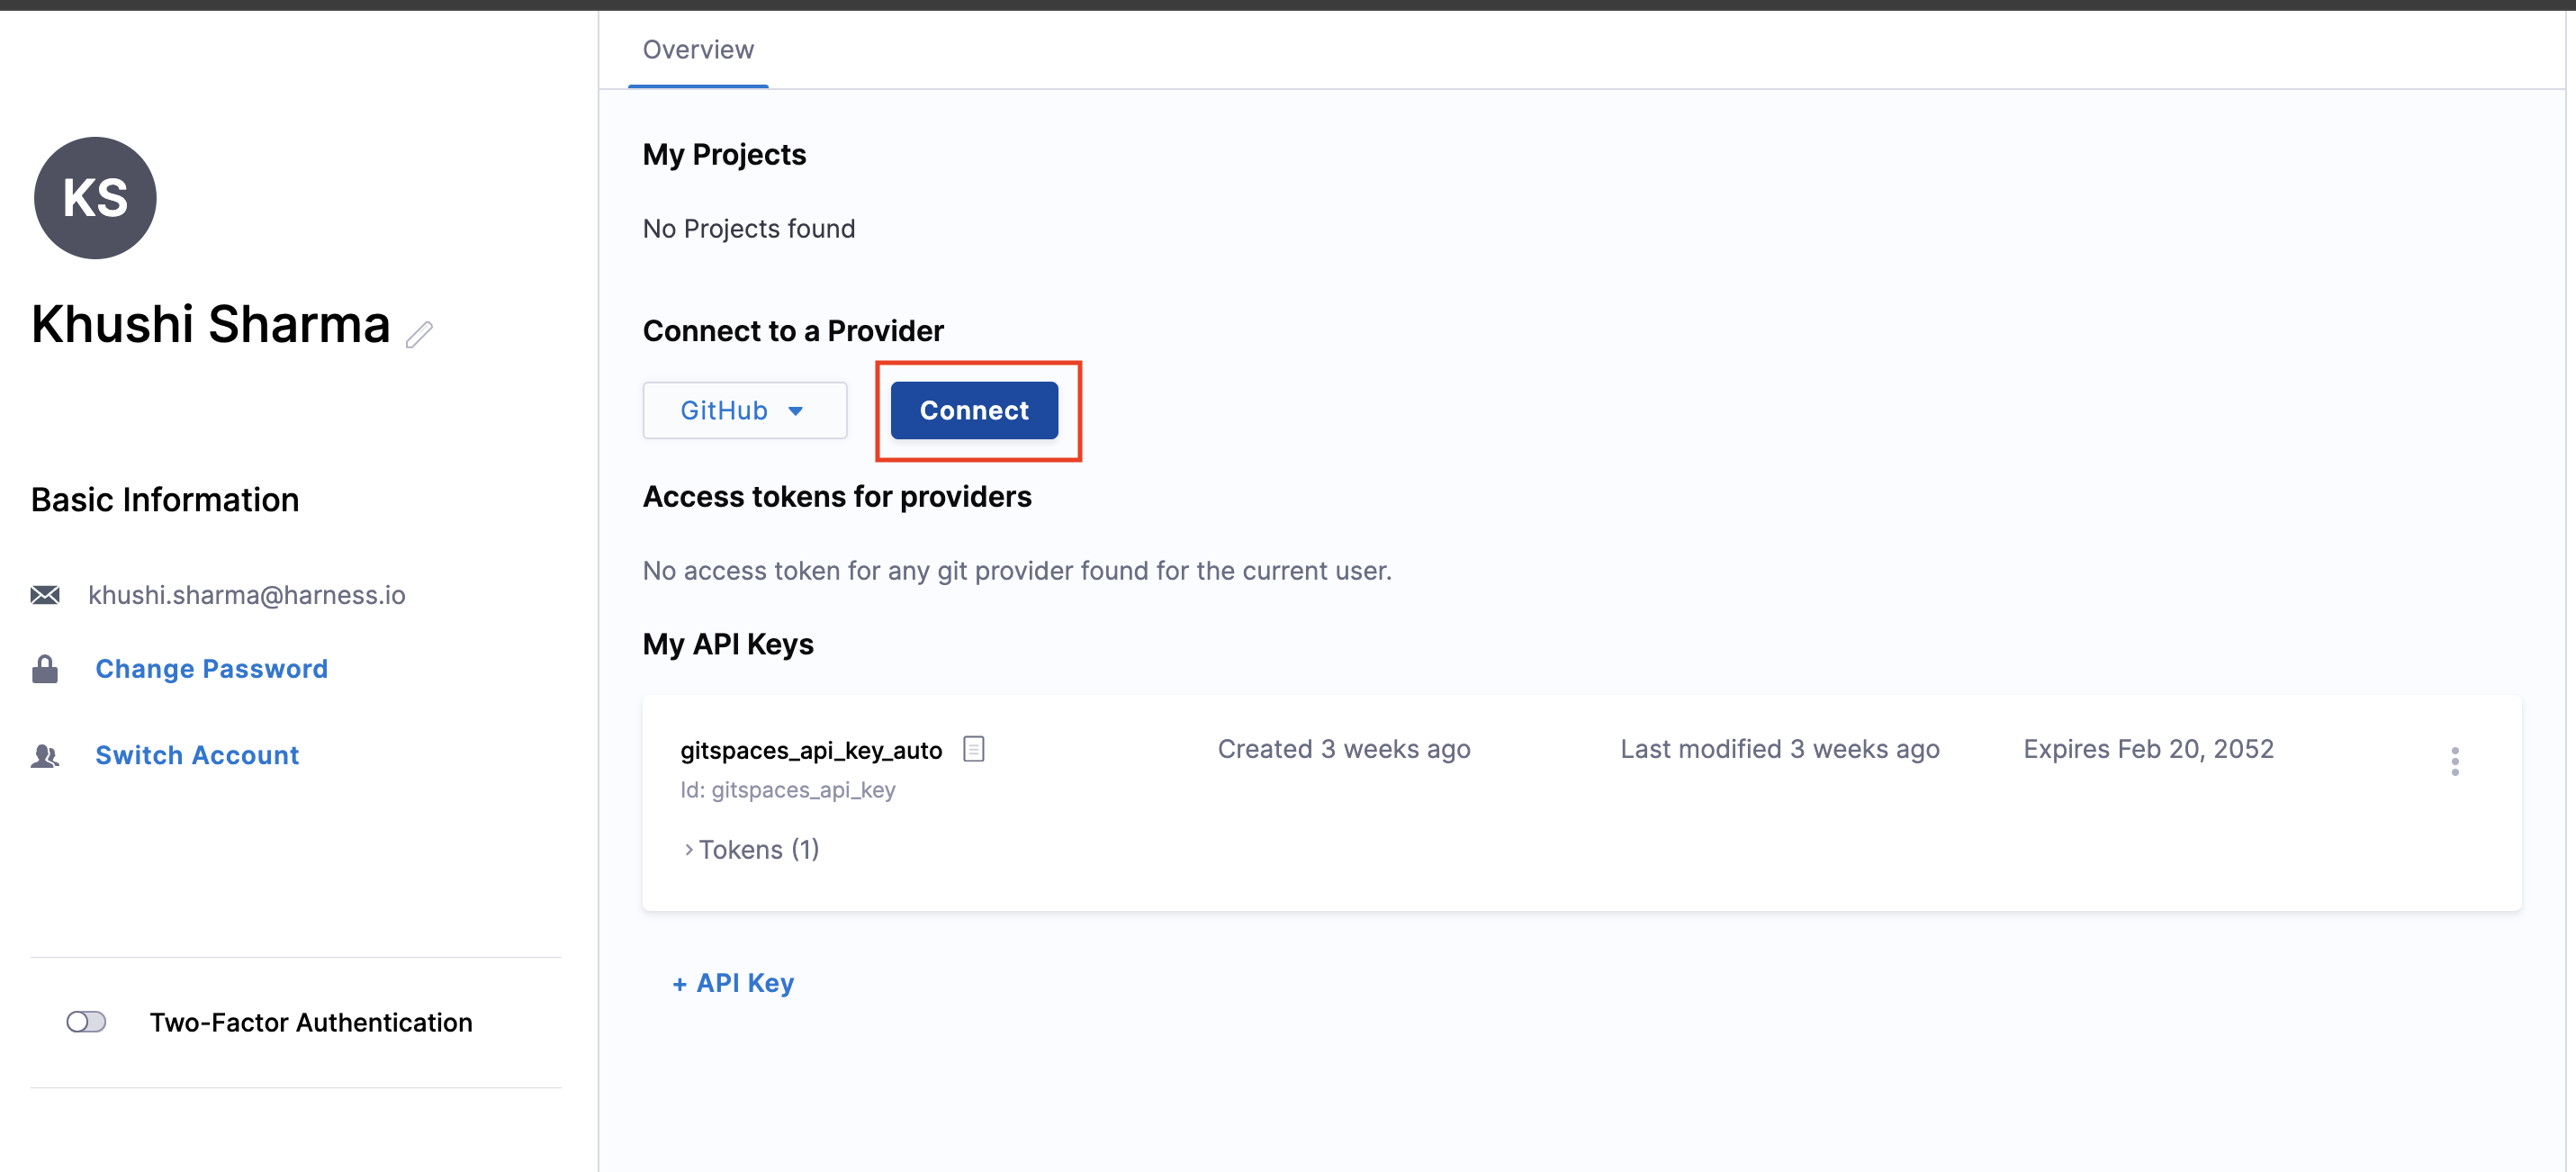 KS
Khushi Sharma
Basic Information
khushi.sharma@harness.io
Change Password
Switch Account
Two-Factor Authentication
Overview
My Projects
No Projects found
Connect to a Provider
GitHub Connect
Access tokens for providers
No access token for any git provider found for the current user.
My API Keys
gitspaces_api_key_auto Created 3 weeks ago Last modified 3 weeks ago Expires Feb 20, 2052
Id: gitspaces_api_key
Tokens (1)
+ API Key